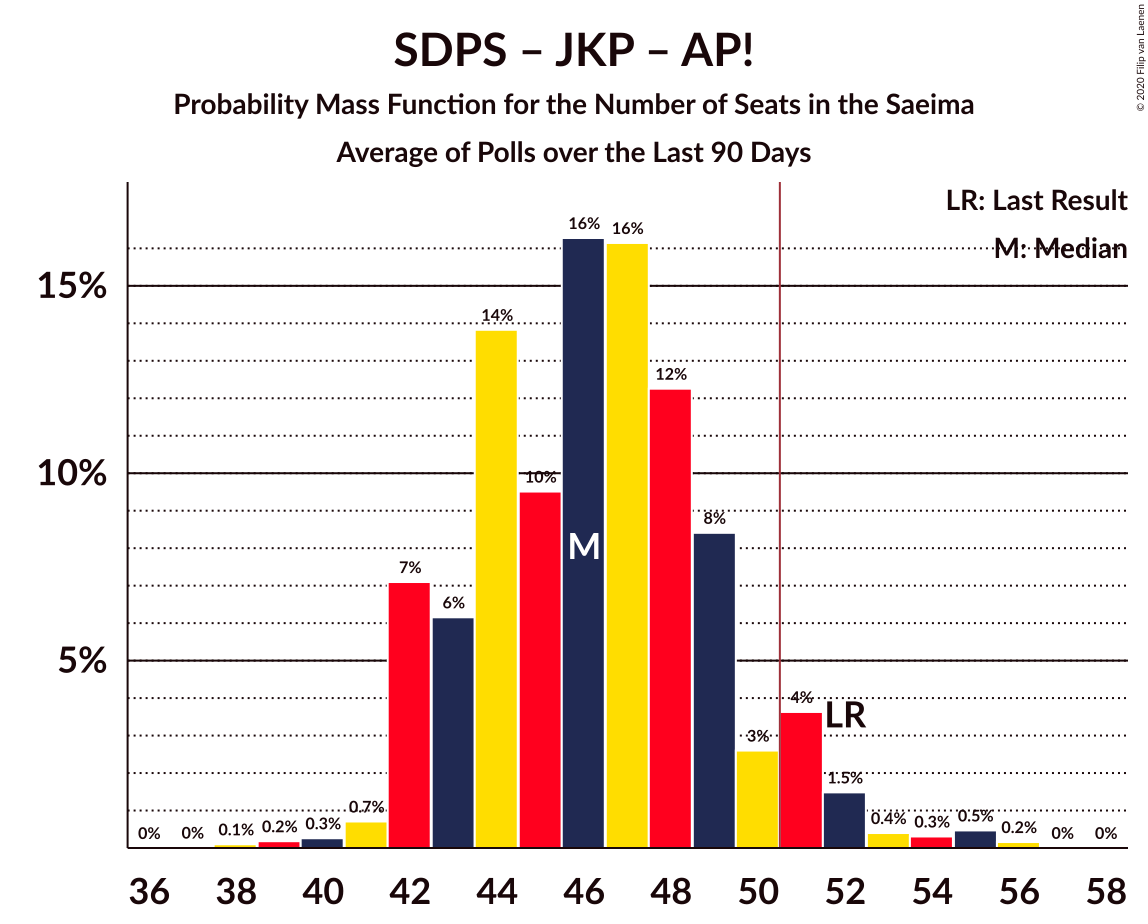 SDPS – JKP – AP!
Probability Mass Function for the Number of Seats in the Saeima
Average of Polls over the Last 90 Days
© 2020 Filip van Laenen
LR: Last Result
M: Median
15%
10%
5%
0%
0%
0.1%
0.2%
0.3%
0.7%
7%
6%
14%
10%
16%
16%
12%
8%
3%
4%
1.5%
0.4%
0.3%
0.5%
0.2%
0%
0%
M
LR
36 38 40 42 44 46 48 50 52 54 56 58